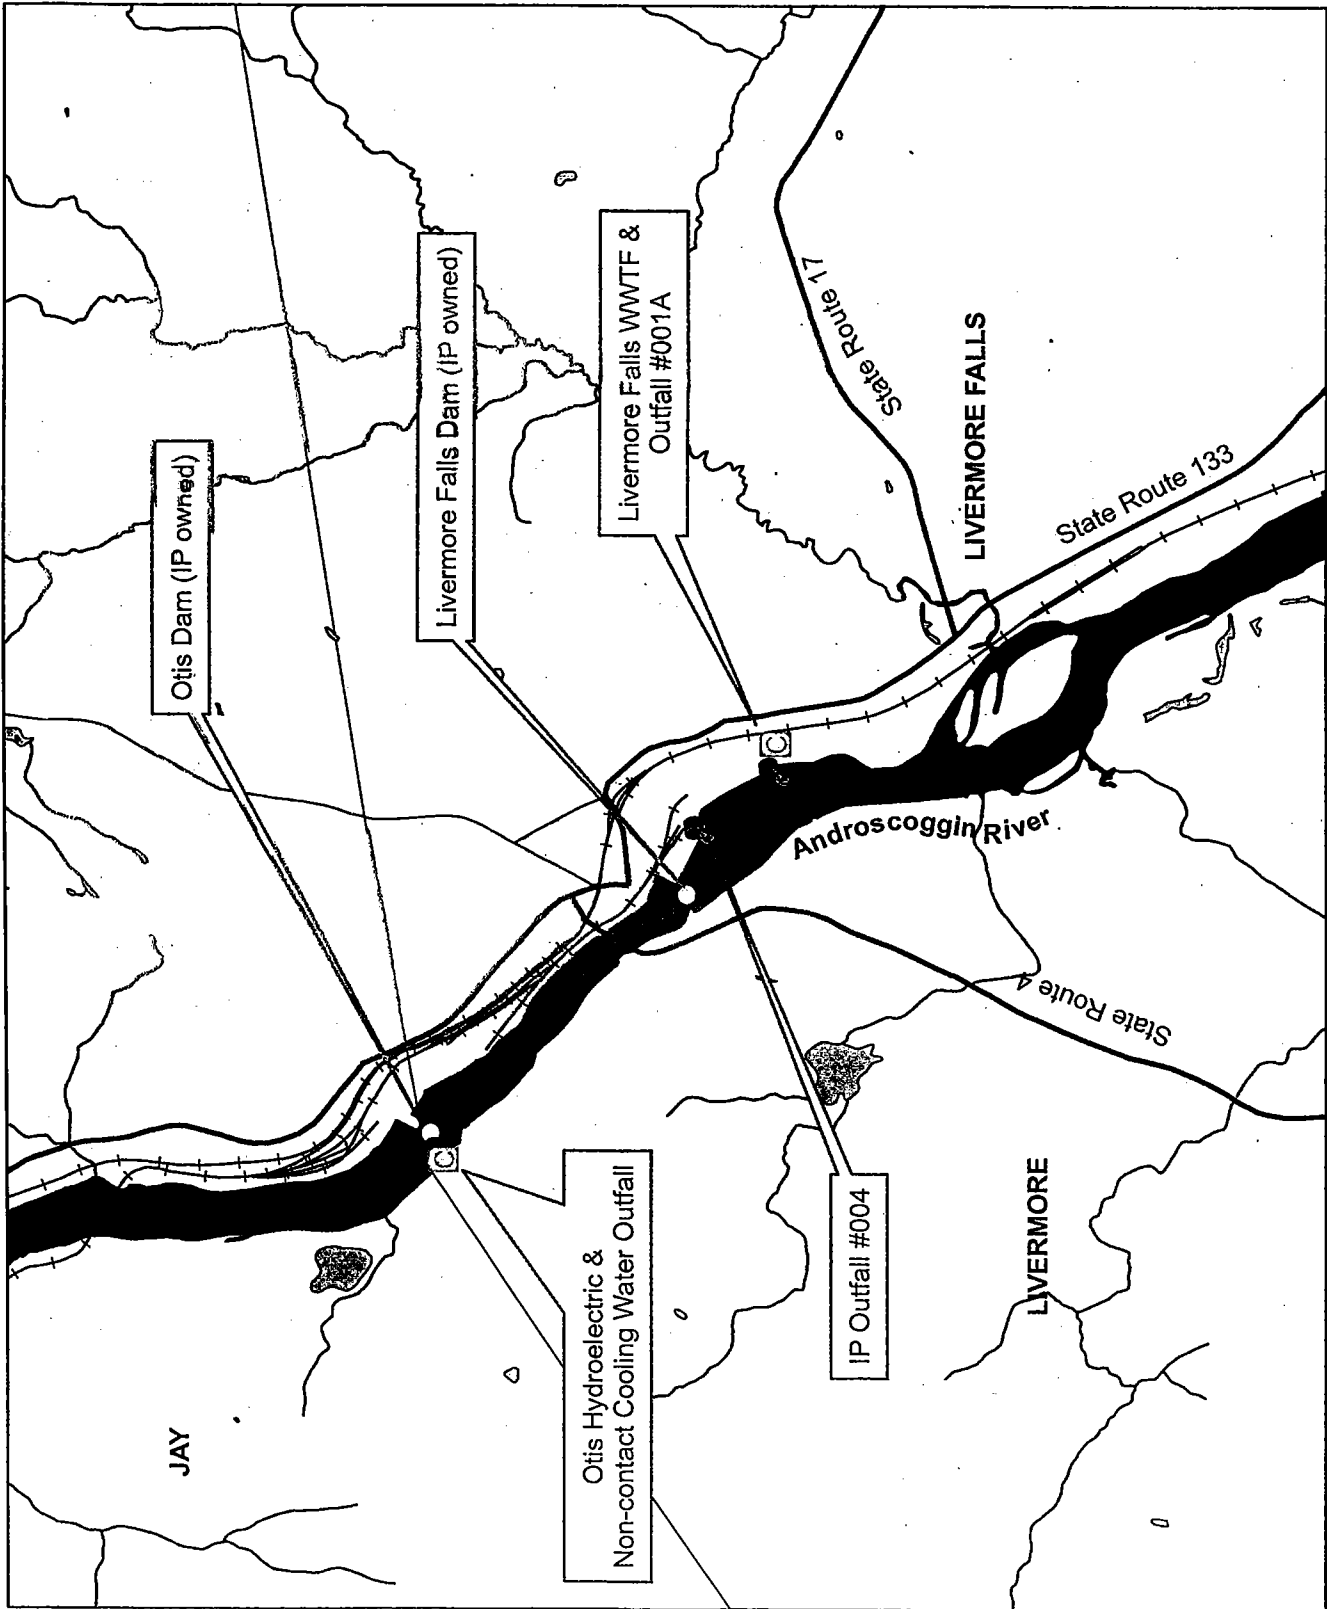 Otis Dam (IP owned)
Livermore Falls Dam (IP owned)
Livermore Falls WWTF &
Outfall #001A
State Route 17
LIVERMORE FALLS
State Route 133
C
Androscoggin River
State Route 4
C
Otis Hydroelectric &
Non-contact Cooling Water Outfall
IP Outfall #004
JAY
LIVERMORE